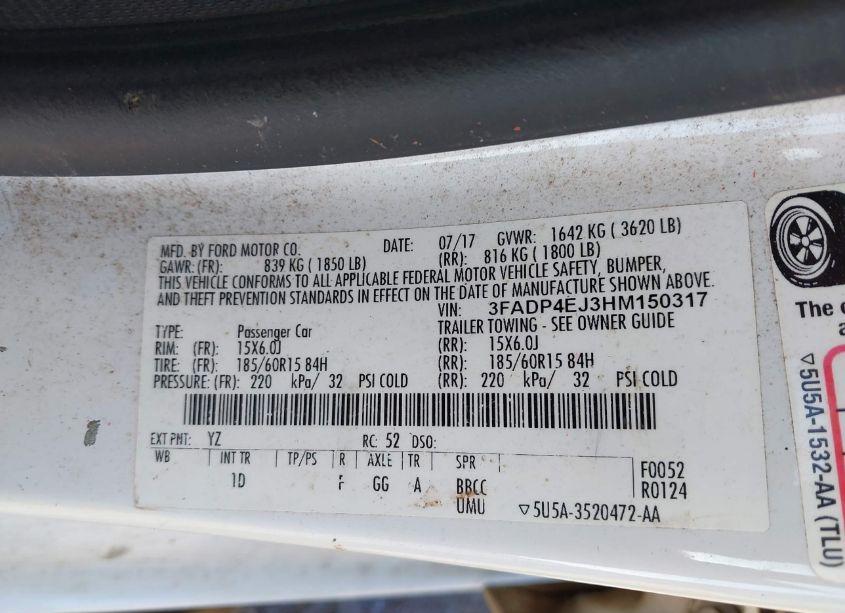 MFD. BY FORD MOTOR CO. DATE: 07/17 GVWR: 1642 KG ( 3620 LB)
GAWR: (FR): 839 KG ( 1850 LB) (RR): 816 KG ( 1800 LB)
THIS VEHICLE CONFORMS TO ALL APPLICABLE FEDERAL MOTOR VEHICLE SAFETY, BUMPER,
AND THEFT PREVENTION STANDARDS IN EFFECT ON THE DATE OF MANUFACTURE SHOWN ABOVE.
VIN: 3FADP4EJ3HM150317
TYPE: Passenger Car TRAILER TOWING - SEE OWNER GUIDE
RIM: (FR): 15X6.0J (RR): 15X6.0J
TIRE: (FR): 185/60R15 84H (RR): 185/60R15 84H
PRESSURE: (FR): 220 kPa/ 32 PSI COLD (RR): 220 kPa/ 32 PSI COLD
EXT PNT: YZ RC: 52 DSO:
WB INT TR TP/PS R AXLE TR SPR F0052
1D F GG A BBCC R0124
UMU ▽5U5A-3520472-AA
The
a
▽5U5A-1532-AA (TLU)